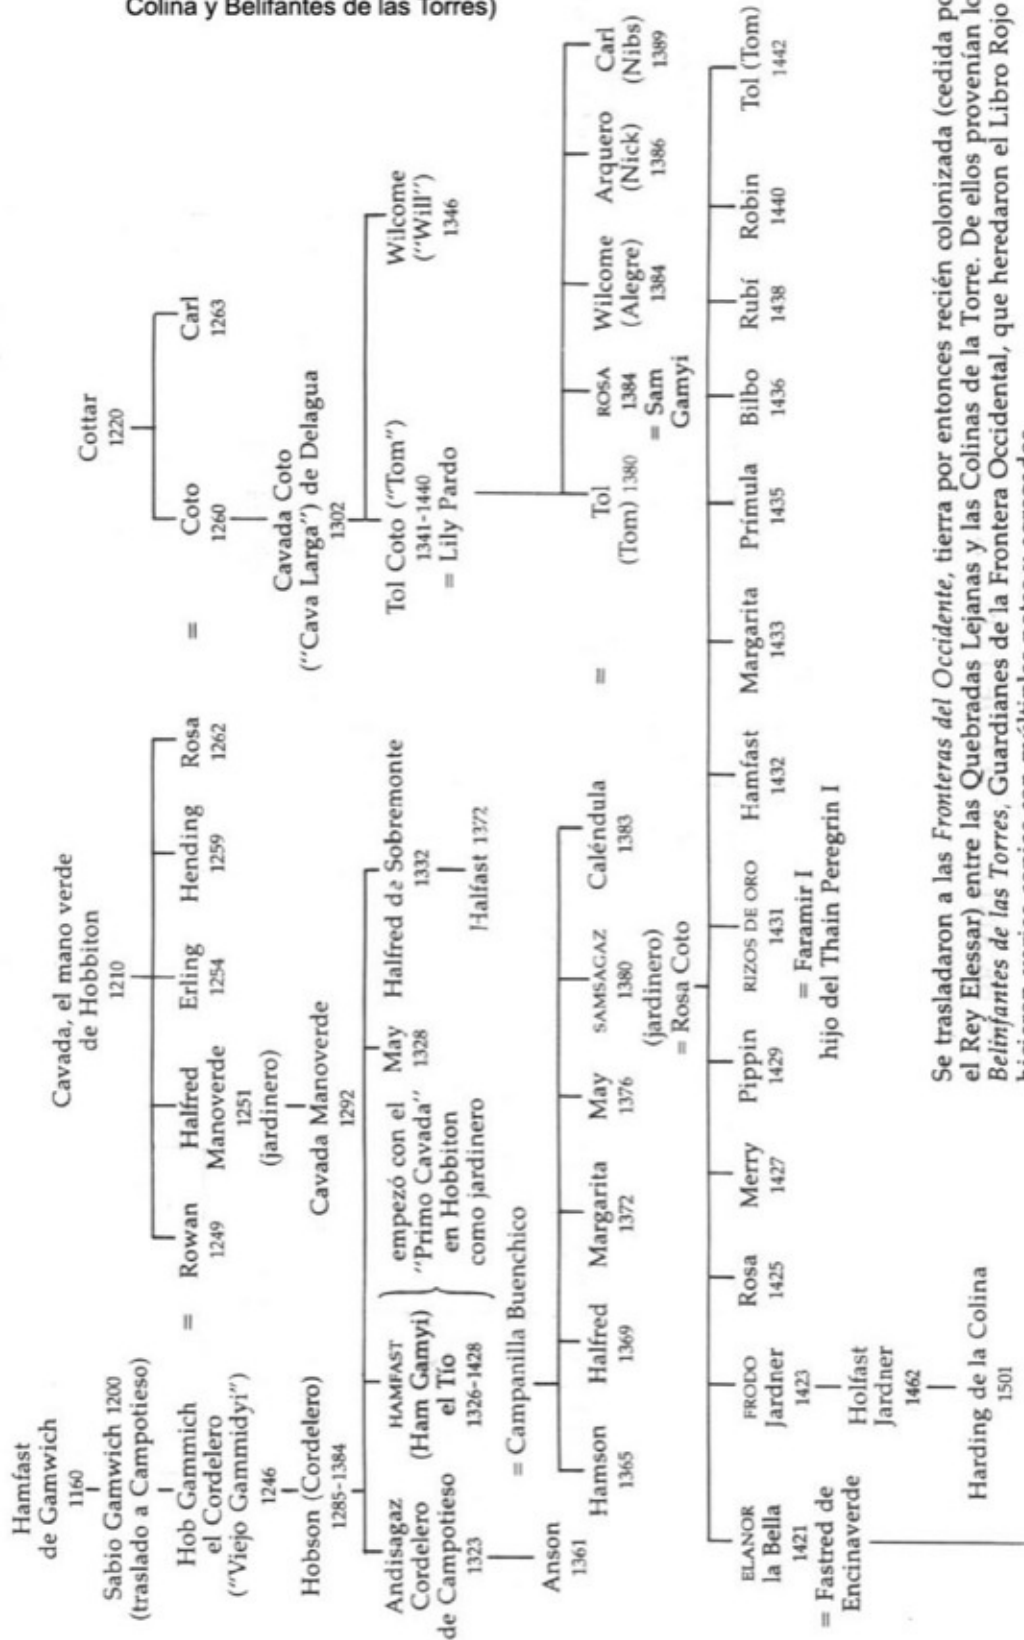 Colina y Belifantes de las Torres)
Hamfast
de Gamwich
1160
Sabio Gamwich 1200
(traslado a Campotieso)
Cavada, el mano verde
de Hobbiton
1210
Cottar
1220
Hob Gammich
el Cordelero
("Viejo Gammidyi")
1246
=
Rowan
1249
Halfred
Manoverde
1251
(jardinero)
Erling
1254
Hending
1259
Rosa
1262
=
Coto
1260
Carl
1263
Hobson (Cordelero)
1285-1384
Cavada Manoverde
1292
Cavada Coto
("Cava Larga") de Delagua
1302
Andisagaz
Cordelero
de Campotieso
1323
HAMFAST
(Ham Gamyi)
el Tío
1326-1428
empezó con el
"Primo Cavada"
en Hobbiton
como jardinero
May
1328
Halfred de Sobremonte
1332
Halfast 1372
Tol Coto ("Tom")
1341-1440
= Lily Pardo
Wilcome
("Will")
1346
= Campanilla Buenchico
Anson
1361
Hamson
1365
Halfred
1369
Margarita
1372
May
1376
SAMSAGAZ
1380
(jardinero)
= Rosa Coto
Caléndula
1383
=
Tol
(Tom) 1380
ROSA
1384
= Sam
Gamyi
Wilcome
(Alegre)
1384
Arquero
(Nick)
1386
Carl
(Nibs)
1389
ELANOR
la Bella
1421
= Fastred de
Encinaverde
FRODO
Jardner
1423
Holfast
Jardner
1462
Harding de la Colina
1501
Rosa
1425
Merry
1427
Pippin
1429
RIZOS DE ORO
1431
= Faramir I
hijo del Thain Peregrin I
Hamfast
1432
Margarita
1433
Prímula
1435
Bilbo
1436
Rubí
1438
Robin
1440
Tol (Tom)
1442
Se trasladaron a las Fronteras del Occidente, tierra por entonces recién colonizada (cedida
el Rey Elessar) entre las Quebradas Lejanas y las Colinas de la Torre. De ellos provenían
Belinfantes de las Torres, Guardianes de la Frontera Occidental, que heredaron el Libro Rojo